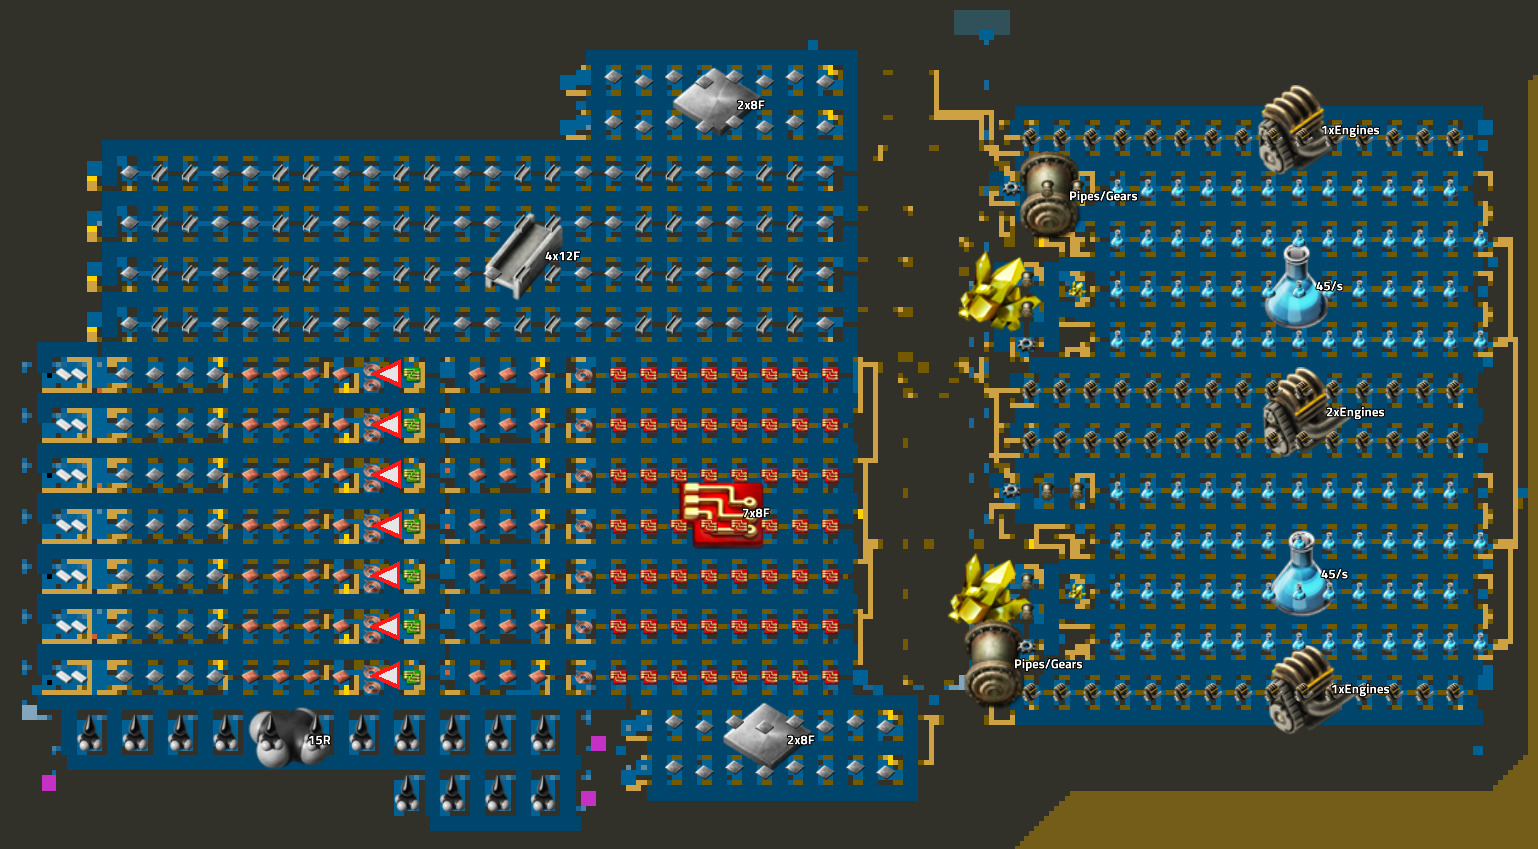 2x8F
1xEngines
Pipes/Gears
4x12F
45/s
2xEngines
7x8F
45/s
Pipes/Gears
1xEngines
15R
2x8F